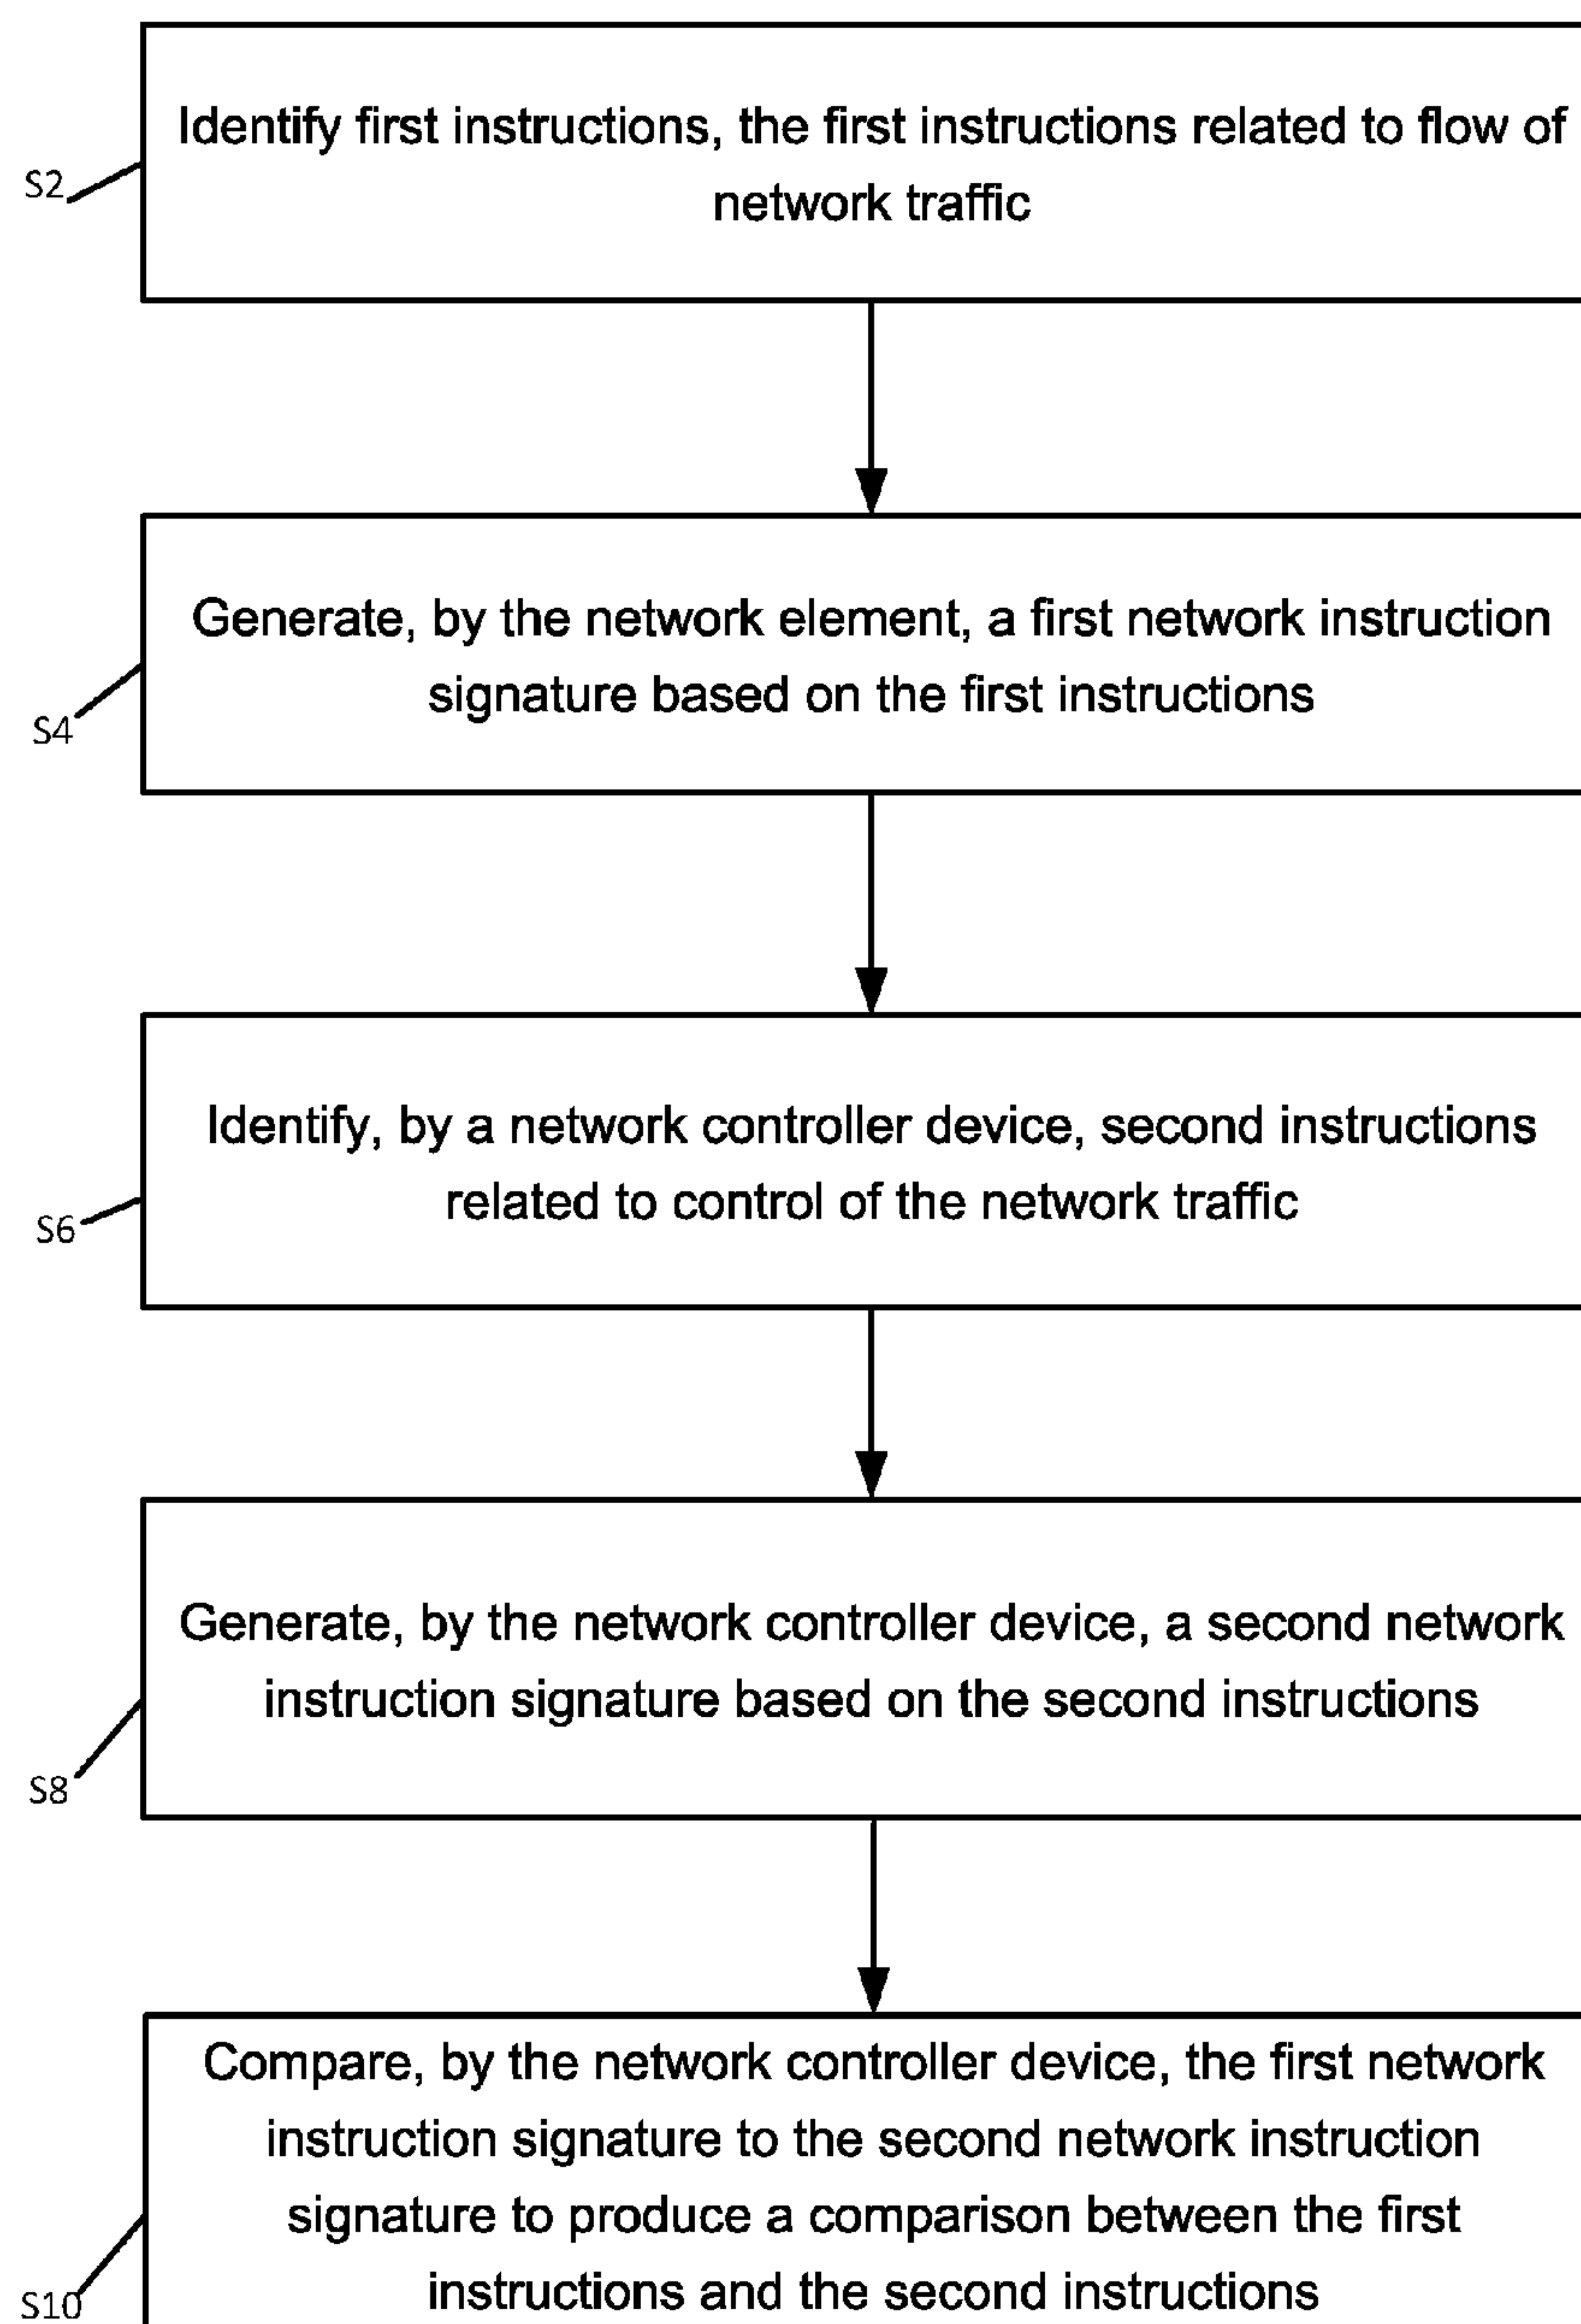 Identify first instructions, the first instructions related to flow of
network traffic
S2
Generate, by the network element, a first network instruction
signature based on the first instructions
S4
Identify, by a network controller device, second instructions
related to control of the network traffic
S6
Generate, by the network controller device, a second network
instruction signature based on the second instructions
S8
Compare, by the network controller device, the first network
instruction signature to the second network instruction
signature to produce a comparison between the first
instructions and the second instructions
S10